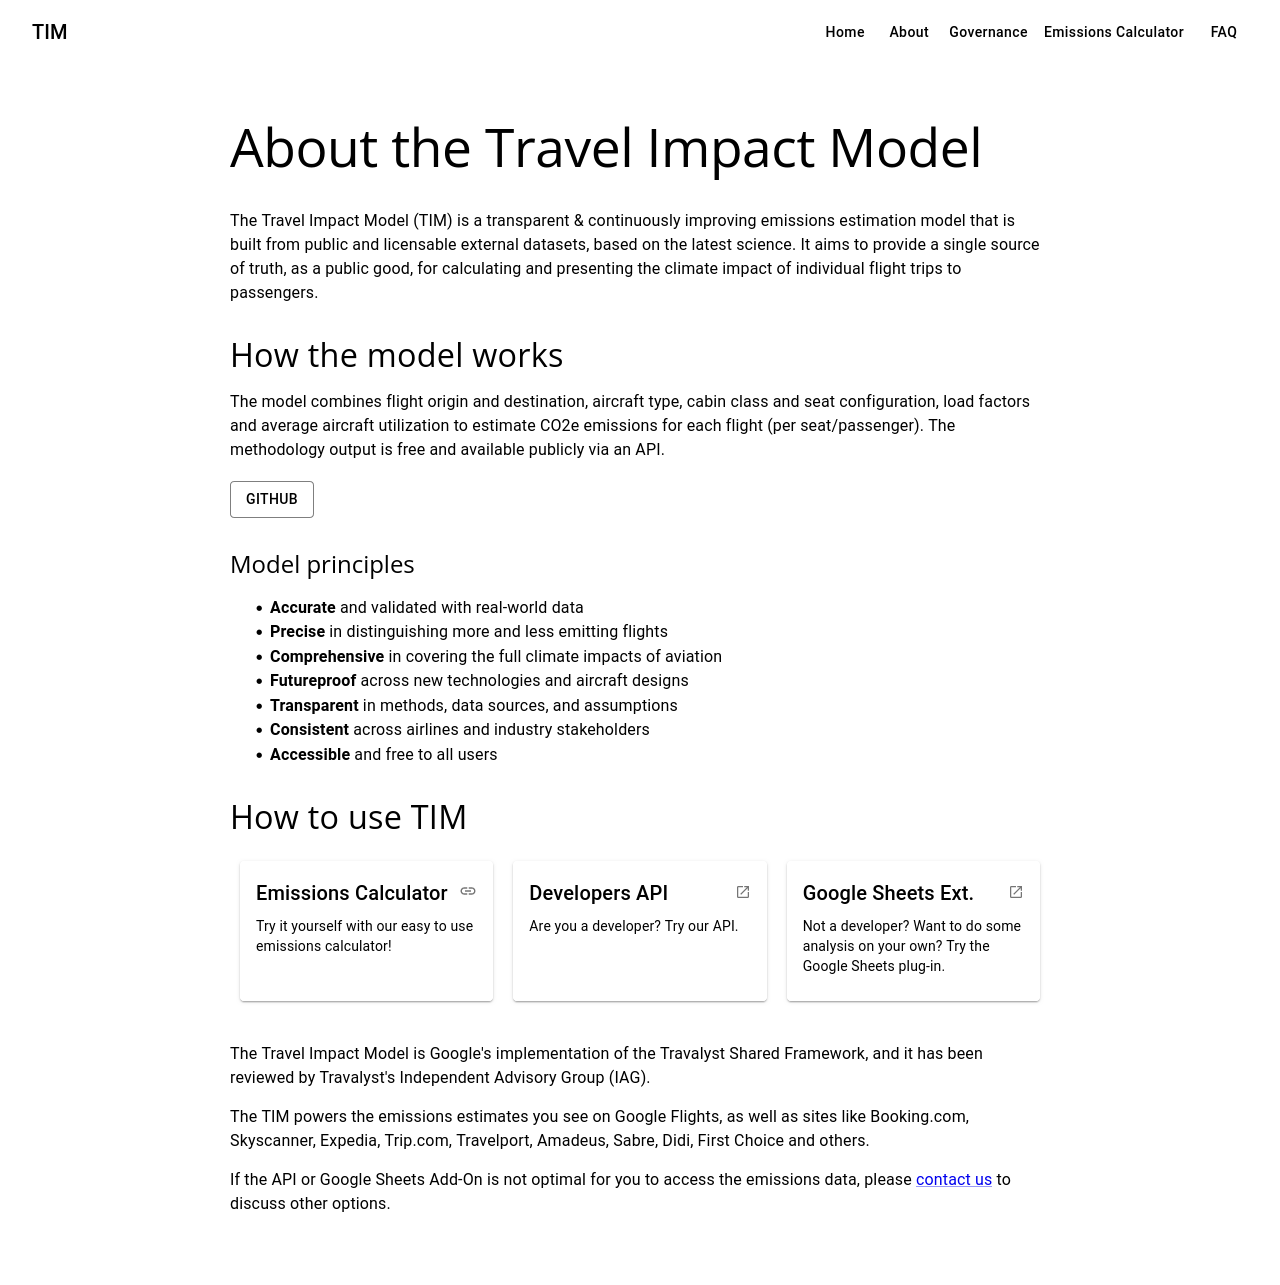 TIM
Home About Governance Emissions Calculator FAQ
About the Travel Impact Model
The Travel Impact Model (TIM) is a transparent & continuously improving emissions estimation model that is
built from public and licensable external datasets, based on the latest science. It aims to provide a single source
of truth, as a public good, for calculating and presenting the climate impact of individual flight trips to
passengers.
How the model works
The model combines flight origin and destination, aircraft type, cabin class and seat configuration, load factors
and average aircraft utilization to estimate CO2e emissions for each flight (per seat/passenger). The
methodology output is free and available publicly via an API.
GITHUB
Model principles
• Accurate and validated with real-world data
• Precise in distinguishing more and less emitting flights
• Comprehensive in covering the full climate impacts of aviation
• Futureproof across new technologies and aircraft designs
• Transparent in methods, data sources, and assumptions
• Consistent across airlines and industry stakeholders
• Accessible and free to all users
How to use TIM
Emissions Calculator
Try it yourself with our easy to use
emissions calculator!
Developers API
Are you a developer? Try our API.
Google Sheets Ext.
Not a developer? Want to do some
analysis on your own? Try the
Google Sheets plug-in.
The Travel Impact Model is Google's implementation of the Travalyst Shared Framework, and it has been
reviewed by Travalyst's Independent Advisory Group (IAG).
The TIM powers the emissions estimates you see on Google Flights, as well as sites like Booking.com,
Skyscanner, Expedia, Trip.com, Travelport, Amadeus, Sabre, Didi, First Choice and others.
If the API or Google Sheets Add-On is not optimal for you to access the emissions data, please contact us to
discuss other options.